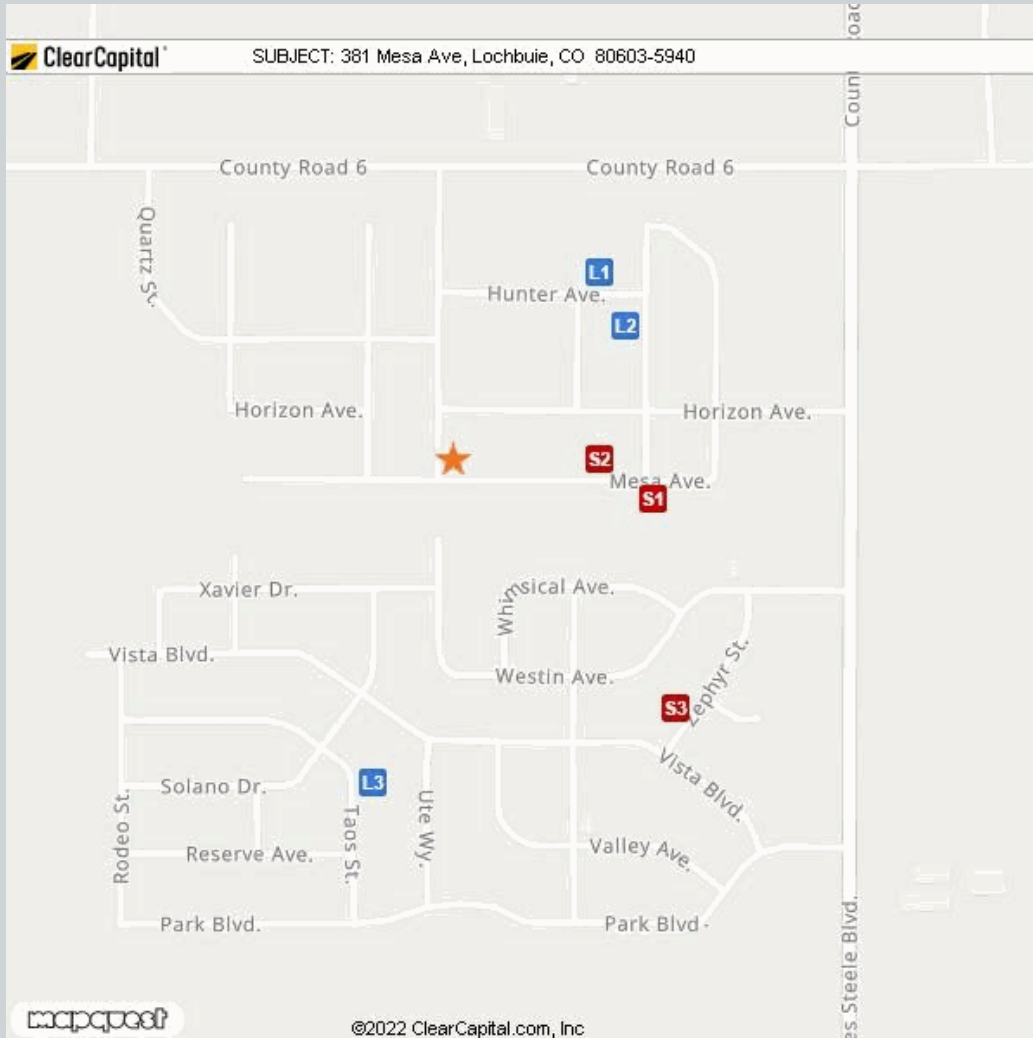 ClearCapital
SUBJECT: 381 Mesa Ave, Lochbuie, CO 80603-5940
County Road 6
County Road 6
Quartz St.
L1
Hunter Ave.
L2
Horizon Ave.
Horizon Ave.
S2
Mesa Ave.
S1
Xavier Dr.
Whimsical Ave.
Vista Blvd.
Westin Ave.
Zephyr St.
S3
Vista Blvd.
L3
Solano Dr.
Rodeo St.
Taos St.
Ute Wy.
Reserve Ave.
Valley Ave.
Park Blvd.
Park Blvd
es Steele Blvd.
mapquest
©2022 ClearCapital.com, Inc